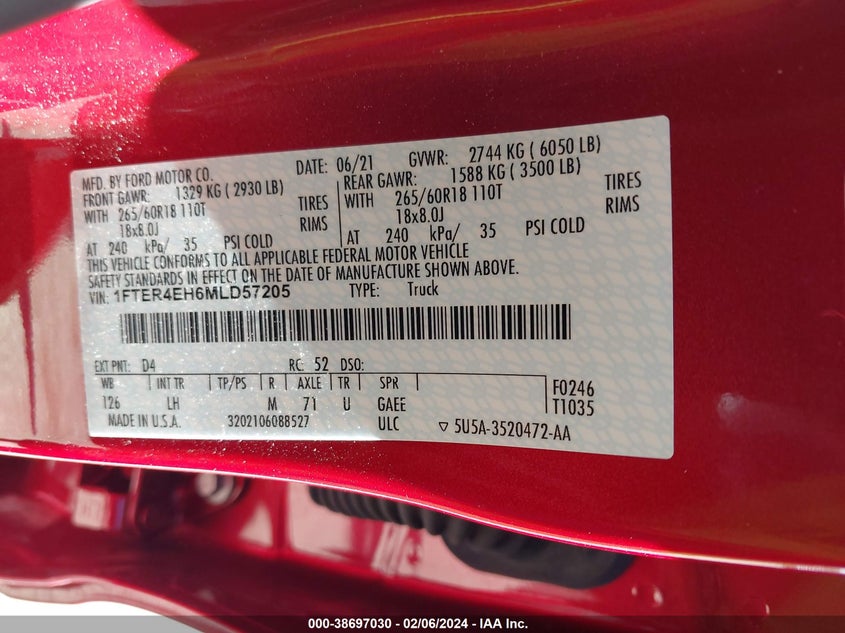 MFD. BY FORD MOTOR CO. DATE: 06/21 GVWR: 2744 KG ( 6050 LB)
FRONT GAWR: 1329 KG ( 2930 LB) REAR GAWR: 1588 KG ( 3500 LB)
WITH 265/60R18 110T TIRES WITH 265/60R18 110T TIRES
18x8.0J RIMS 18x8.0J RIMS
AT 240 kPa/ 35 PSI COLD AT 240 kPa/ 35 PSI COLD
THIS VEHICLE CONFORMS TO ALL APPLICABLE FEDERAL MOTOR VEHICLE
SAFETY STANDARDS IN EFFECT ON THE DATE OF MANUFACTURE SHOWN ABOVE.
VIN: 1FTER4EH6MLD57205 TYPE: Truck
EXT PNT: D4 RC: 52 DSO:
WB INT TR TP/PS R AXLE TR SPR F0246
126 LH M 71 U GAEE T1035
MADE IN U.S.A. 3202106088527 ULC ▽ 5U5A-3520472-AA
000-38697030 - 02/06/2024 - IAA Inc.